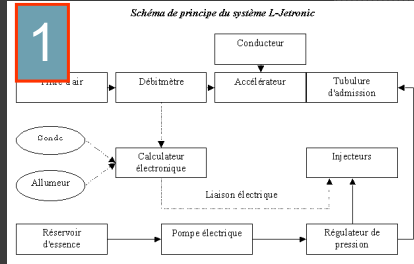 Schéma de principe du système L-Jetronic
1
Conducteur
d'air
Débitmètre
Accélérateur
Tubulure
d'admission
Sonde
Allumeur
Calculateur
électronique
Injecteurs
Liaison électrique
Réservoir
d'essence
Pompe électrique
Régulateur de
pression